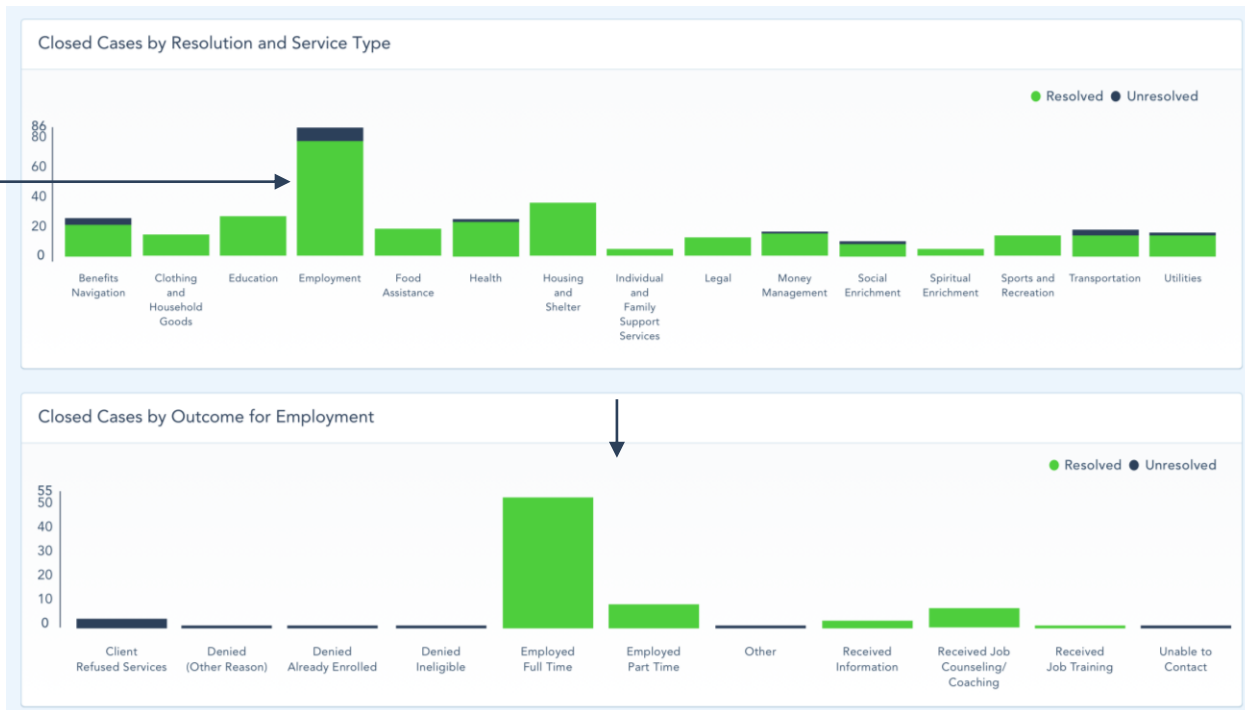 Closed Cases by Resolution and Service Type
Resolved Unresolved
86
80
60
40
20
0
Benefits
Navigation
Clothing
and
Household
Goods
Education
Employment
Food
Assistance
Health
Housing
and
Shelter
Individual
and
Family
Support
Services
Legal
Money
Management
Social
Enrichment
Spiritual
Enrichment
Sports and
Recreation
Transportation
Utilities
Closed Cases by Outcome for Employment
Resolved Unresolved
55
50
40
30
20
10
0
Client
Refused Services
Denied
(Other Reason)
Denied
Already Enrolled
Denied
Ineligible
Employed
Full Time
Employed
Part Time
Other
Received
Information
Received Job
Counseling/
Coaching
Received
Job Training
Unable to
Contact